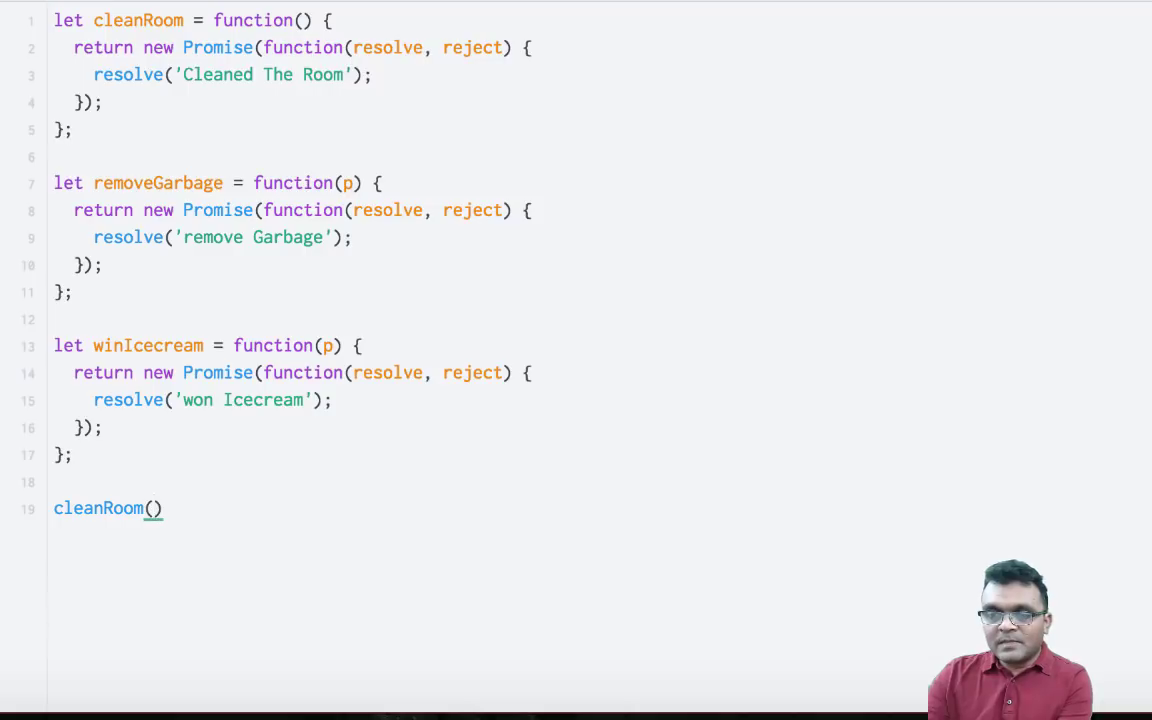 1 let cleanRoom = function() {
2 return new Promise(function(resolve, reject) {
3 resolve('Cleaned The Room');
4 });
5 };
6
7 let removeGarbage = function(p) {
8 return new Promise(function(resolve, reject) {
9 resolve('remove Garbage');
10 });
11 };
12
13 let winIcecream = function(p) {
14 return new Promise(function(resolve, reject) {
15 resolve('won Icecream');
16 });
17 };
18
19 cleanRoom()